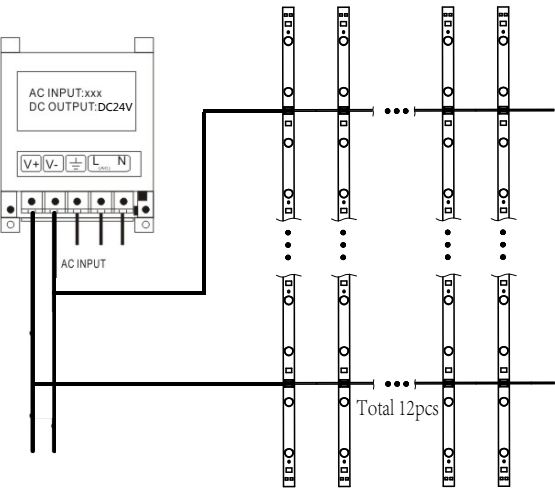 AC INPUT:xxx
DC OUTPUT:DC24V
V+ V- L N
AC INPUT
Total 12pcs